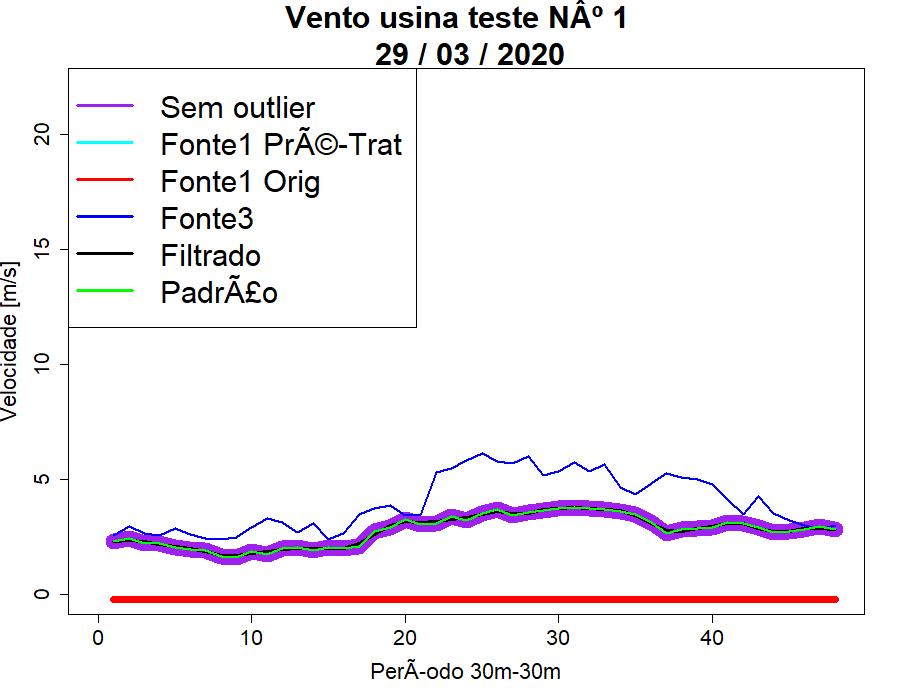 Vento usina teste NÂº 1
29 / 03 / 2020
Sem outlier
Fonte1 PrÃ©-Trat
Fonte1 Orig
Fonte3
Filtrado
PadrÃ£o
Velocidade [m/s]
20
15
10
5
0
0 10 20 30 40
PerÃ-odo 30m-30m